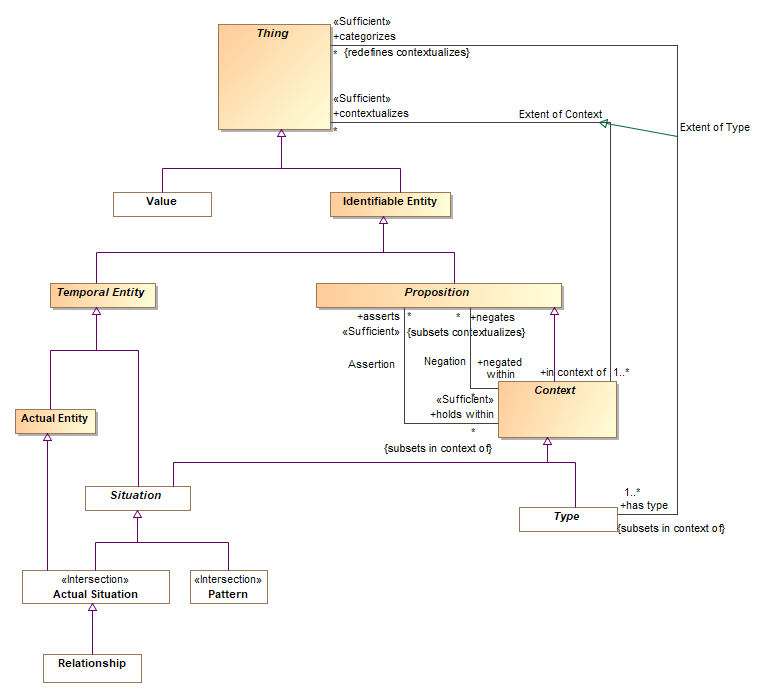 «Sufficient»
Thing
+categorizes
* {redefines contextualizes}
«Sufficient»
+contextualizes
*
Extent of Context
Extent of Type
Value
Identifiable Entity
Temporal Entity
Proposition
+asserts * * +negates
«Sufficient» {subsets contextualizes}
Assertion Negation +negated
within
+in context of 1..*
Context
*
«Sufficient»
+holds within
*
Actual Entity
{subsets in context of}
Situation
1..*
+has type
Type
{subsets in context of}
«Intersection»
Actual Situation
«Intersection»
Pattern
Relationship